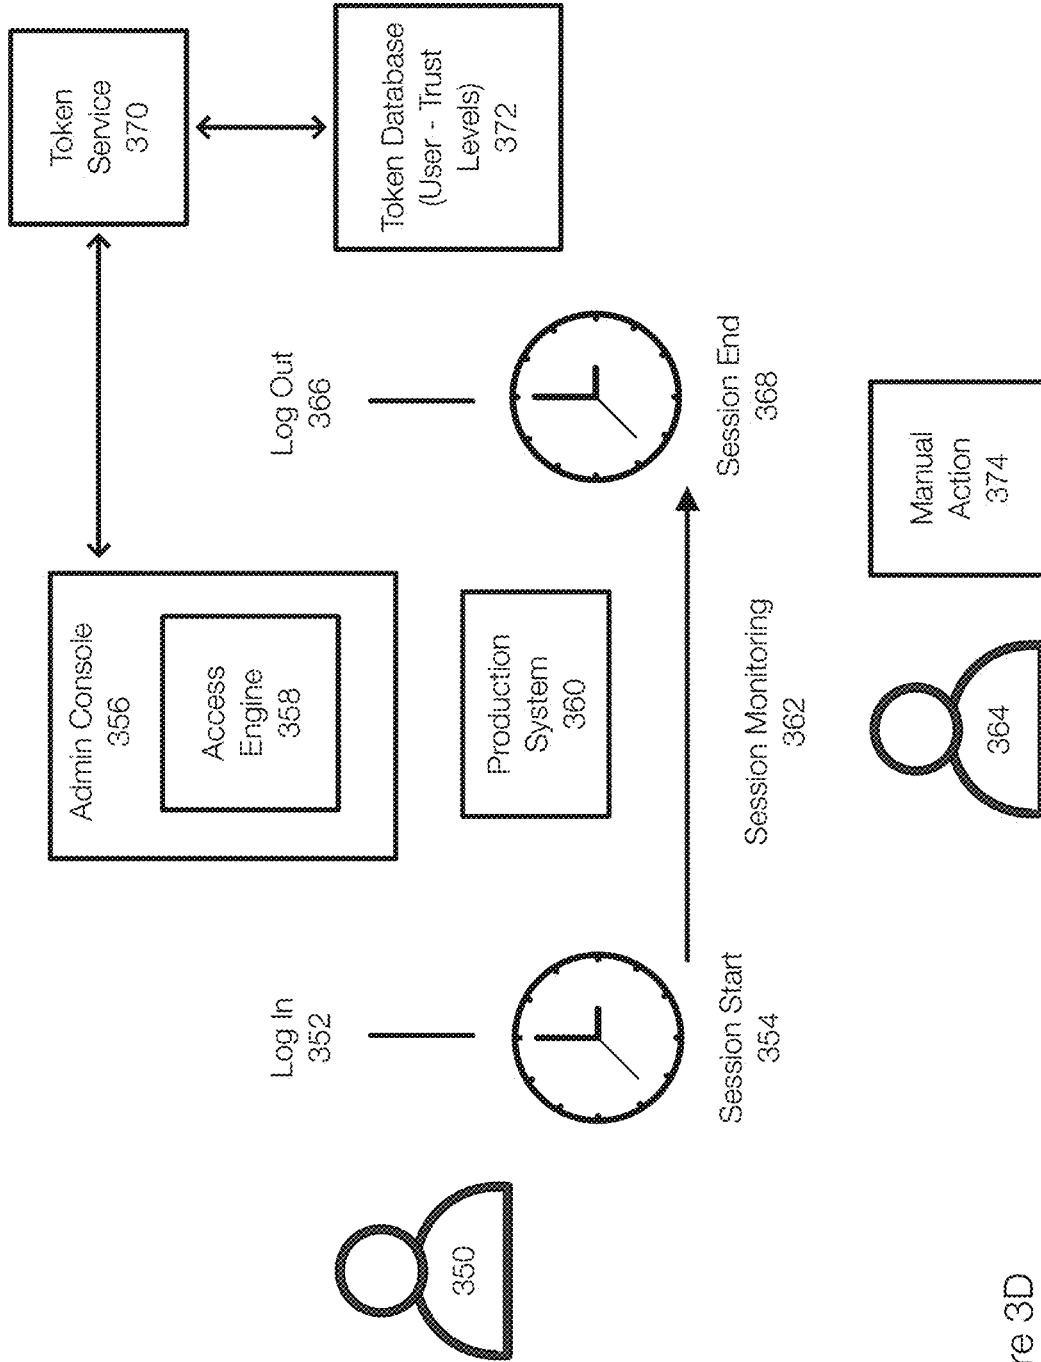 Token
Service
370
Token Database
(User - Trust
Levels)
372
Admin Console
356
Access
Engine
358
Log Out
366
Log In
352
Production
System
360
350
Session Start
354
Session Monitoring
362
Session End
368
364
Manual
Action
374
re 3D